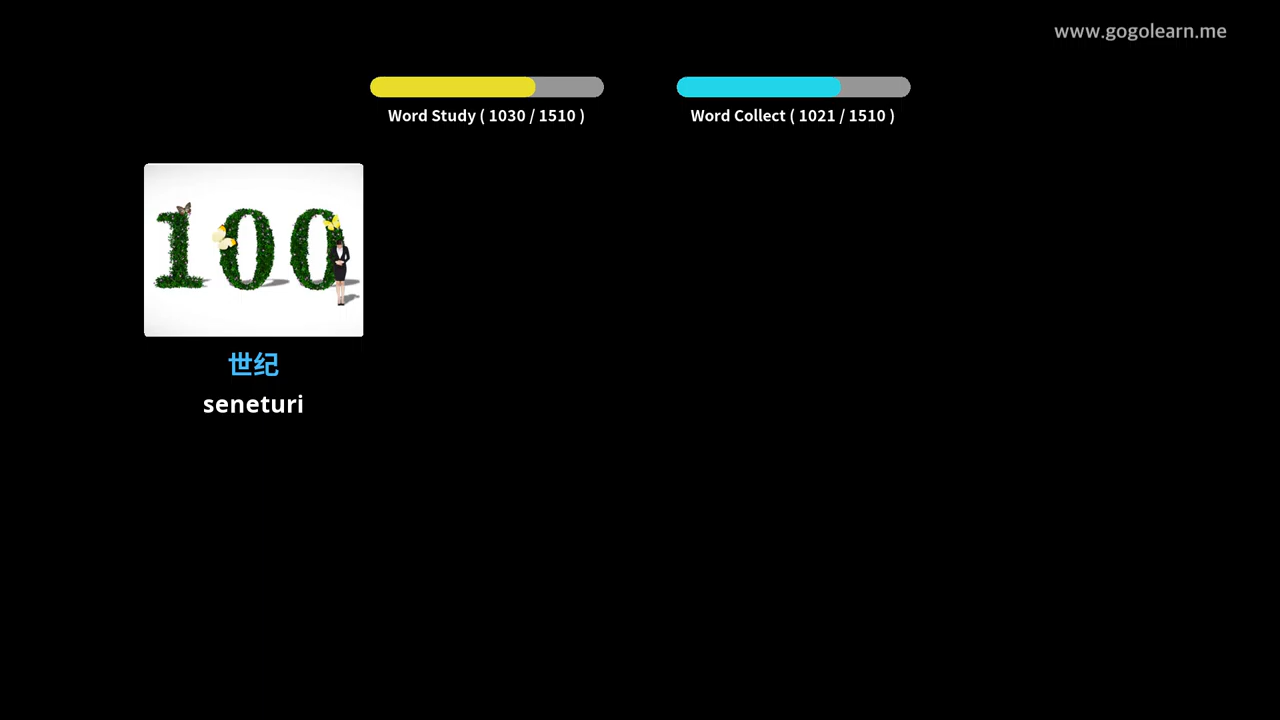 www.gogolearn.me
Word Study ( 1030 / 1510 )
Word Collect ( 1021 / 1510 )
100
世纪
seneturi